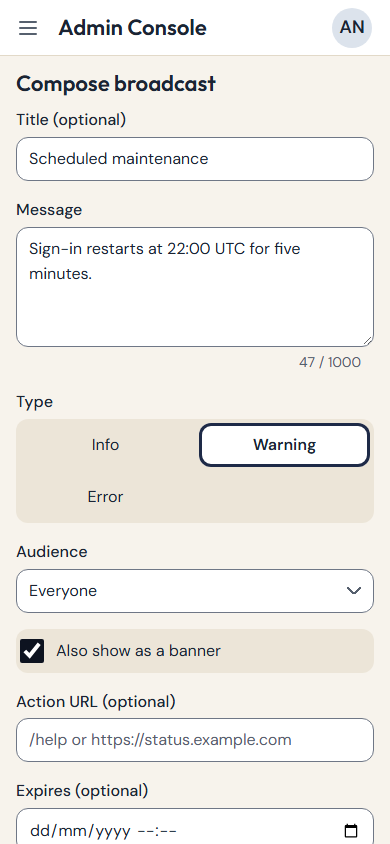 Admin Console
AN
Compose broadcast
Title (optional)
Scheduled maintenance
Message
Sign-in restarts at 22:00 UTC for five
minutes.
47 / 1000
Type
Info
Warning
Error
Audience
Everyone
Also show as a banner
Action URL (optional)
/help or https://status.example.com
Expires (optional)
dd/mm/yyyy --:--